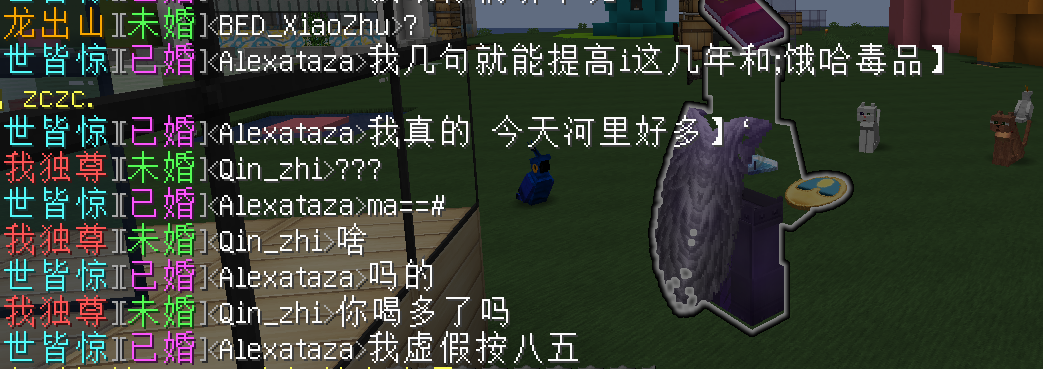 龙出山][未婚]<BED_XiaoZhu>?
世皆惊][已婚]<Alexataza>我几句就能提高i这几年和;饿哈毒品】
zczc.
世皆惊][已婚]<Alexataza>我真的 今天河里好多】‘
我独尊][未婚]<Qin_zhi>???
世皆惊][已婚]<Alexataza>ma==#
我独尊][未婚]<Qin_zhi>啥
世皆惊][已婚]<Alexataza>吗的
我独尊][未婚]<Qin_zhi>你喝多了吗
世皆惊][已婚]<Alexataza>我虚假按八五